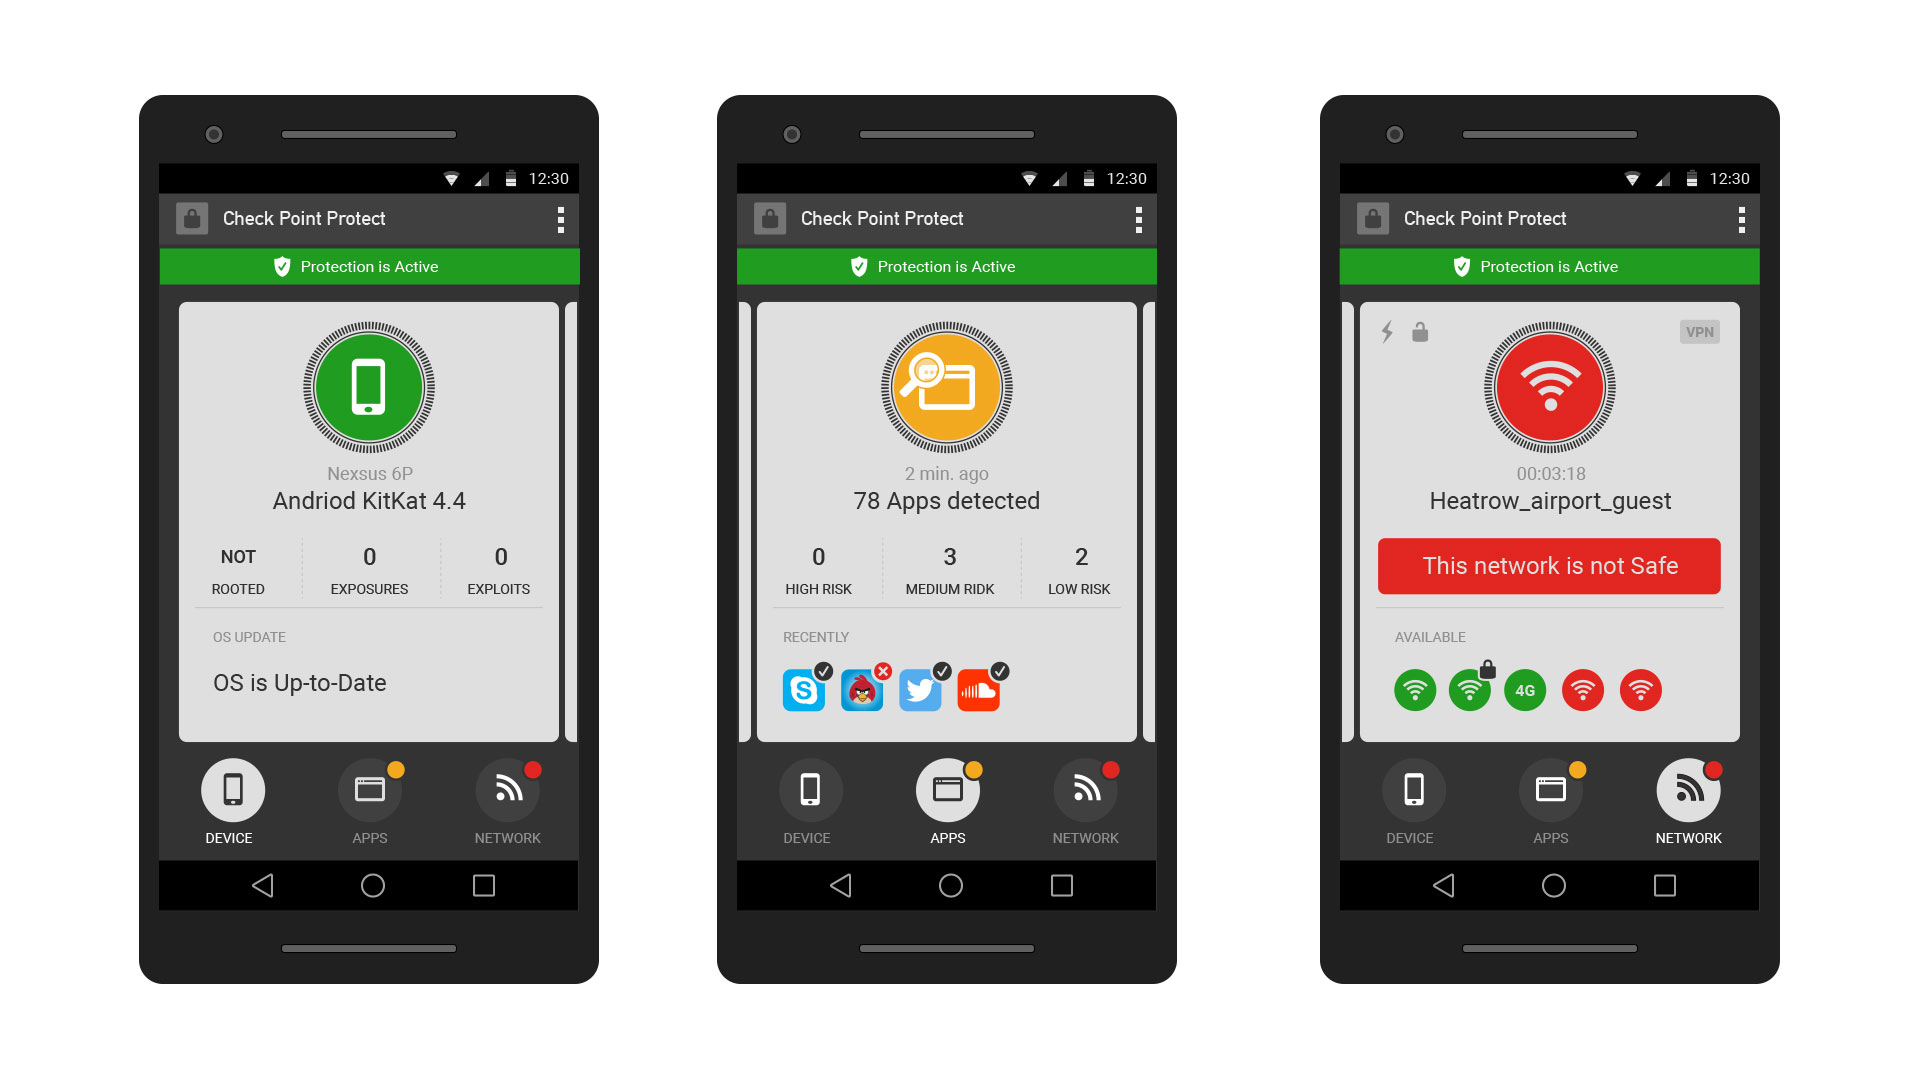 12:30
Check Point Protect
Protection is Active
Nexsus 6P
Andriod KitKat 4.4
NOT 0 0
ROOTED EXPOSURES EXPLOITS
OS UPDATE
OS is Up-to-Date
DEVICE APPS NETWORK
12:30
Check Point Protect
Protection is Active
2 min. ago
78 Apps detected
0 3 2
HIGH RISK MEDIUM RIDK LOW RISK
RECENTLY
S
DEVICE APPS NETWORK
12:30
Check Point Protect
Protection is Active
VPN
00:03:18
Heatrow_airport_guest
This network is not Safe
AVAILABLE
4G
DEVICE APPS NETWORK